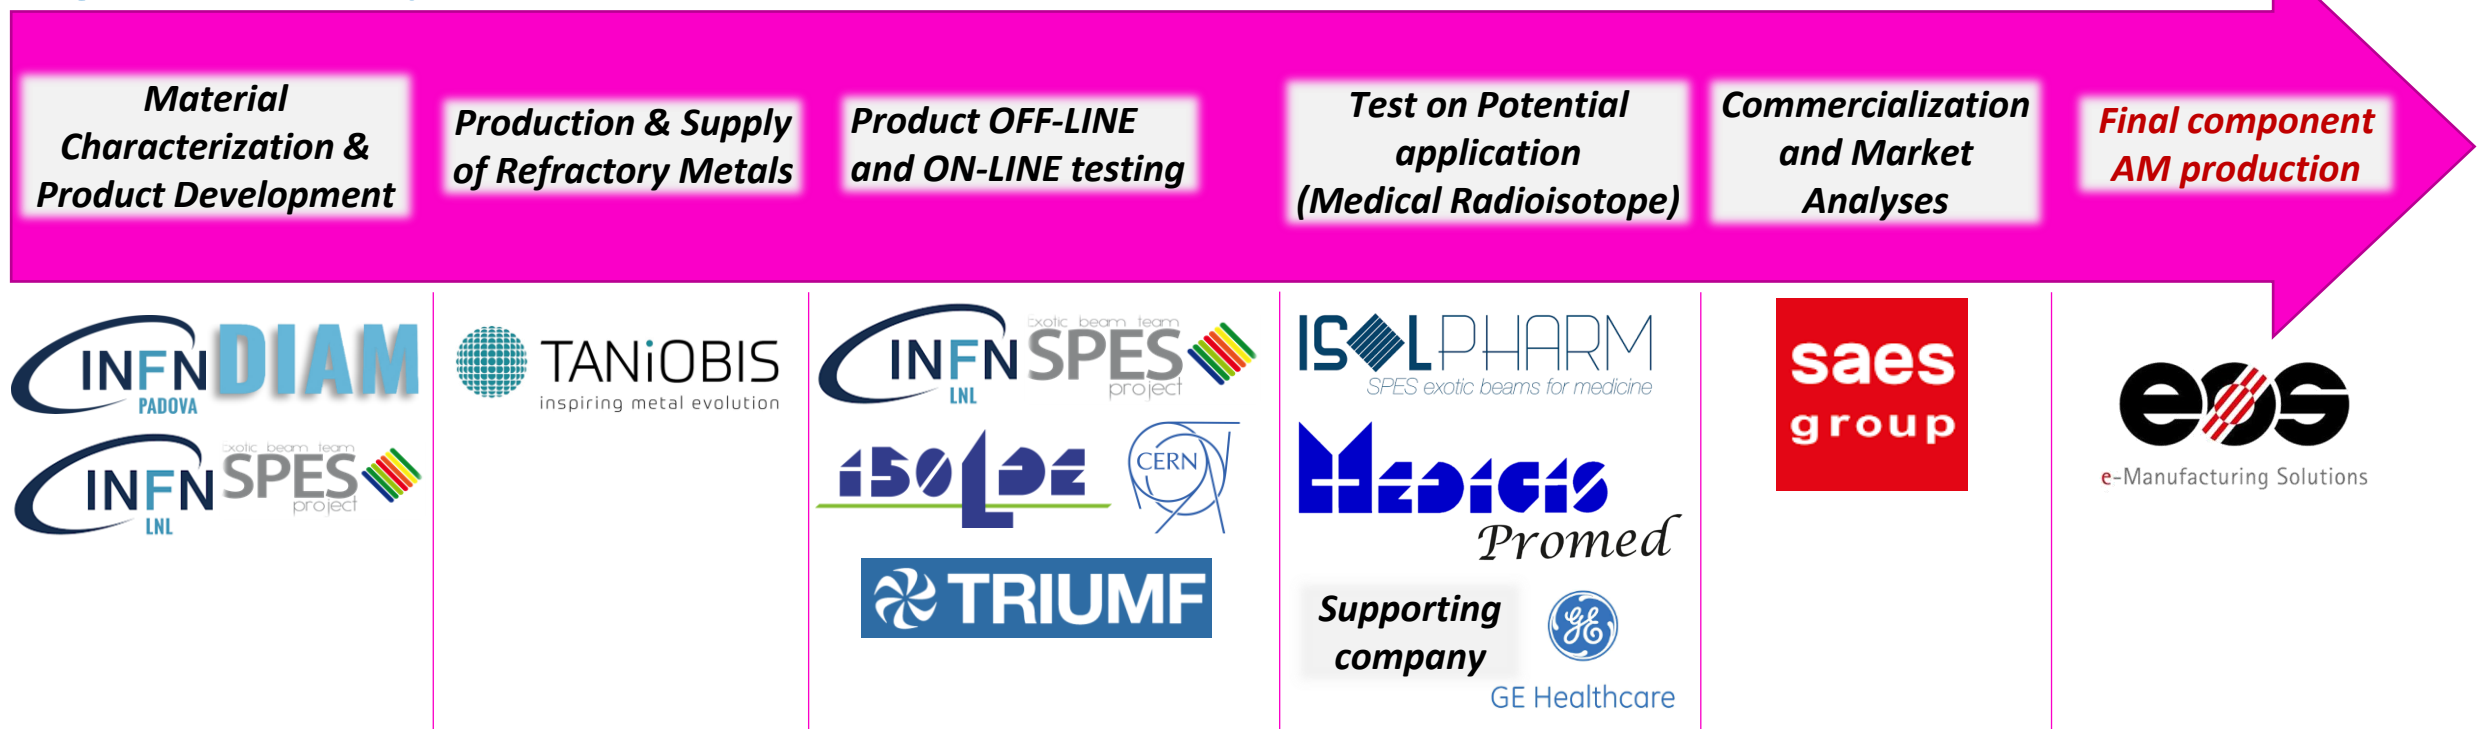 Material
Characterization &
Product Development
Production & Supply
of Refractory Metals
Product OFF-LINE
and ON-LINE testing
Test on Potential
application
(Medical Radioisotope)
Commercialization
and Market
Analyses
Final component
AM production
INFN DIAM
PADOVA
exotic beam team
INFN SPES
project
LNL
TANiOBIS
inspiring metal evolution
exotic beam team
INFN SPES
project
LNL
ISOLDE
CERN
TRIUMF
ISOLPHARM
SPES exotic beams for medicine
MEDICIS
Promed
Supporting
company
GE
GE Healthcare
saes
group
eos
e-Manufacturing Solutions